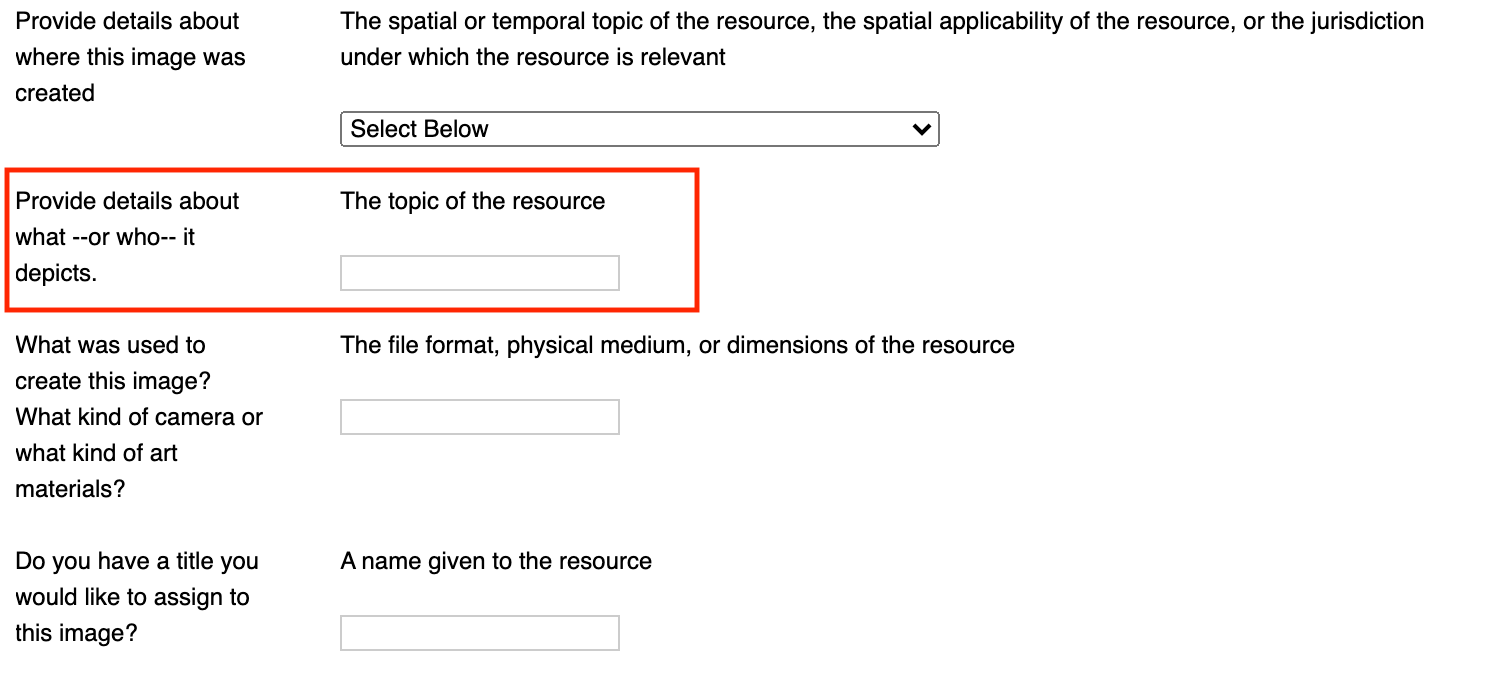 Provide details about
where this image was
created
The spatial or temporal topic of the resource, the spatial applicability of the resource, or the jurisdiction
under which the resource is relevant
Select Below
Provide details about
what --or who-- it
depicts.
The topic of the resource
What was used to
create this image?
What kind of camera or
what kind of art
materials?
The file format, physical medium, or dimensions of the resource
Do you have a title you
would like to assign to
this image?
A name given to the resource